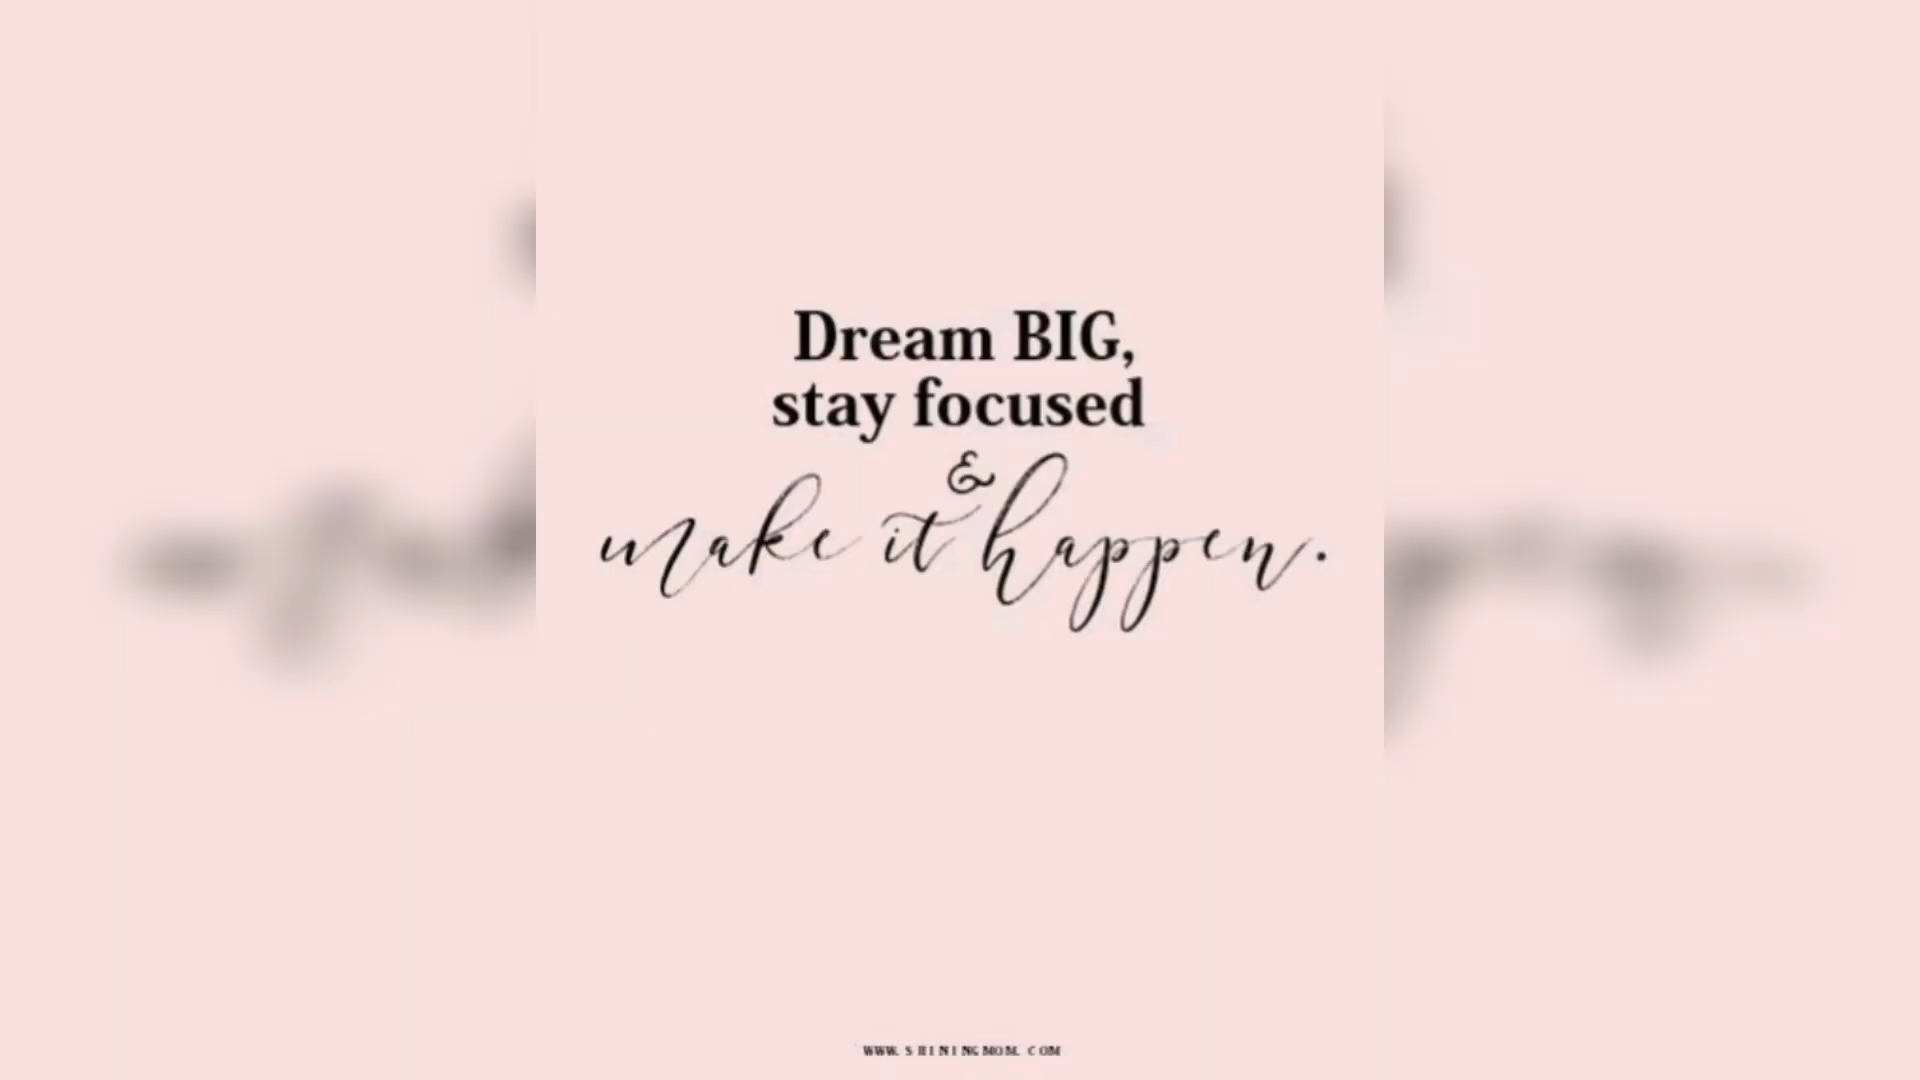 Dream BIG,
stay focused
&
make it happen.
WWW. SHININGMOM. COM